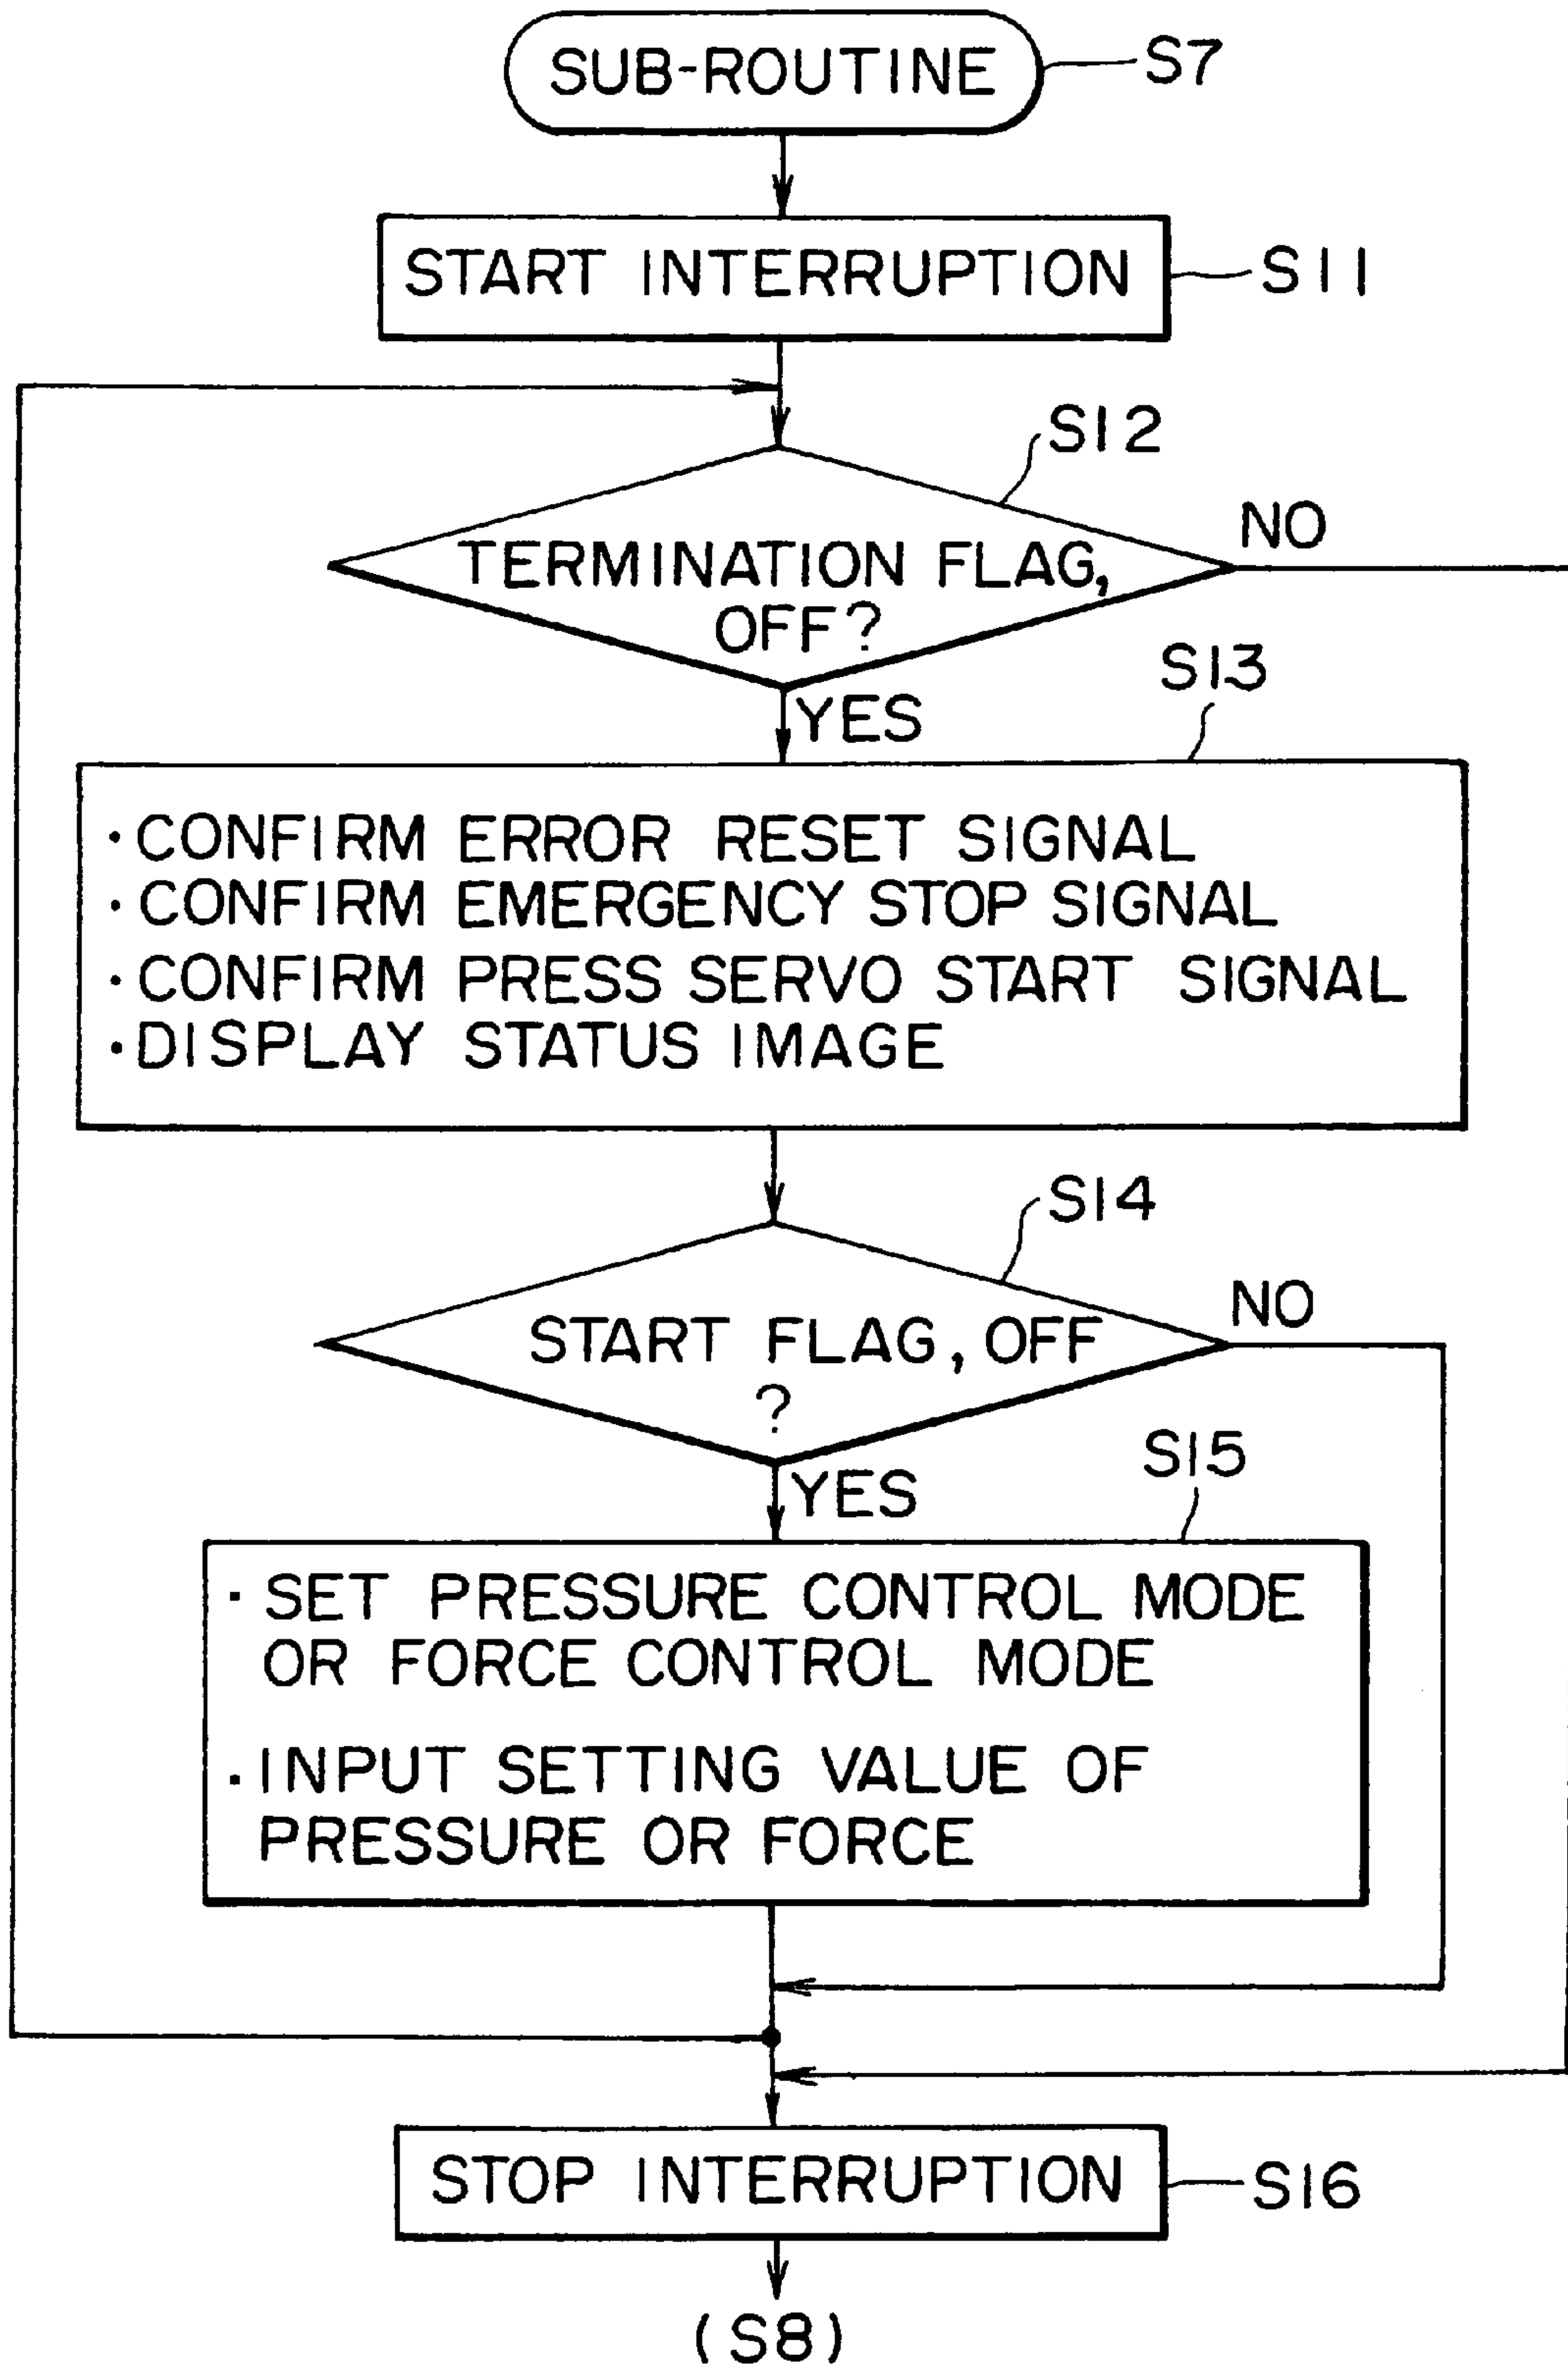 SUB-ROUTINE
S7
START INTERRUPTION
S11
S12
NO
TERMINATION FLAG,
OFF?
S13
YES
·CONFIRM ERROR RESET SIGNAL
·CONFIRM EMERGENCY STOP SIGNAL
·CONFIRM PRESS SERVO START SIGNAL
·DISPLAY STATUS IMAGE
S14
NO
START FLAG, OFF
?
S15
YES
· SET PRESSURE CONTROL MODE
OR FORCE CONTROL MODE
· INPUT SETTING VALUE OF
PRESSURE OR FORCE
STOP INTERRUPTION
S16
(S8)